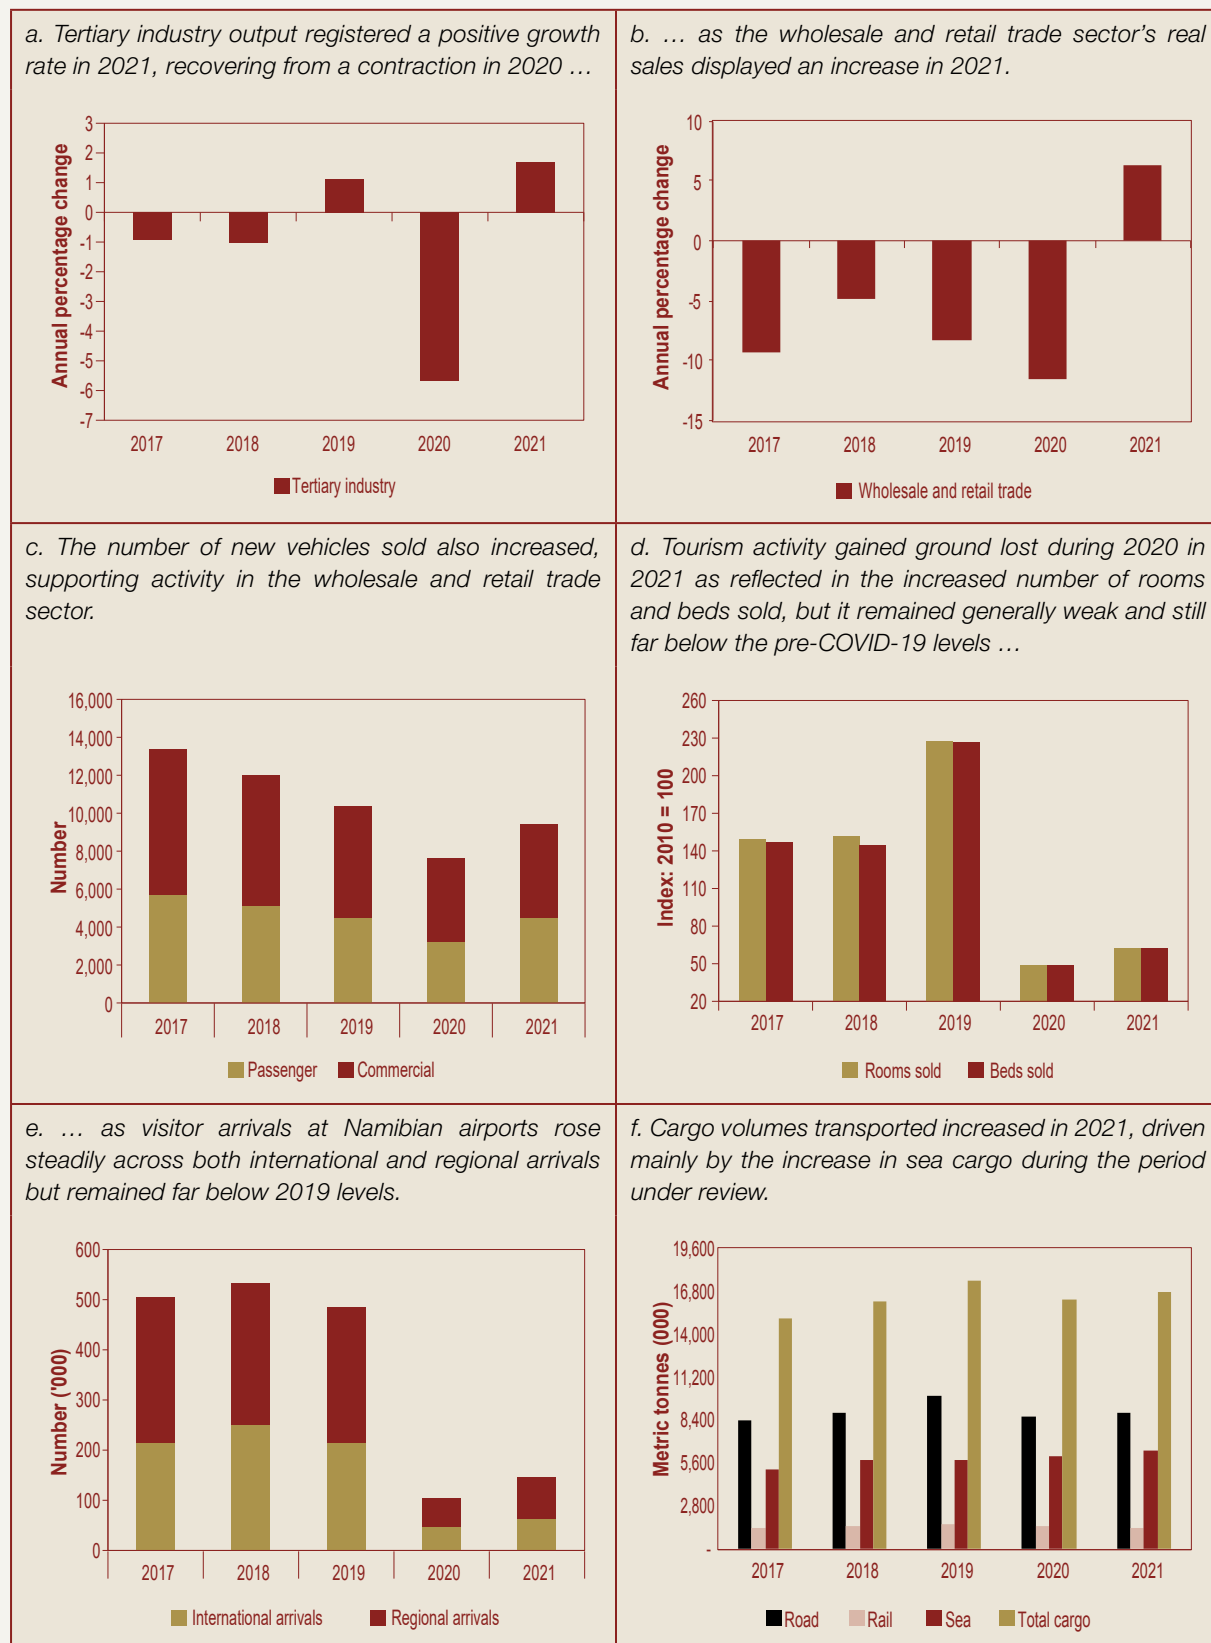 a. Tertiary industry output registered a positive growth
rate in 2021, recovering from a contraction in 2020 …
3
2
1
0
-1
-2
-3
-4
-5
-6
-7
Annual percentage change
2017 2018 2019 2020 2021
Tertiary industry
b. … as the wholesale and retail trade sector’s real
sales displayed an increase in 2021.
10
5
0
-5
-10
-15
Annual percentage change
2017 2018 2019 2020 2021
Wholesale and retail trade
c. The number of new vehicles sold also increased,
supporting activity in the wholesale and retail trade
sector.
16,000
14,000
12,000
10,000
8,000
6,000
4,000
2,000
0
Number
2017 2018 2019 2020 2021
Passenger Commercial
d. Tourism activity gained ground lost during 2020 in
2021 as reflected in the increased number of rooms
and beds sold, but it remained generally weak and still
far below the pre-COVID-19 levels …
260
230
200
170
140
110
80
50
20
Index: 2010 = 100
2017 2018 2019 2020 2021
Rooms sold Beds sold
e. … as visitor arrivals at Namibian airports rose
steadily across both international and regional arrivals
but remained far below 2019 levels.
600
500
400
300
200
100
0
Number ('000)
2017 2018 2019 2020 2021
International arrivals Regional arrivals
f. Cargo volumes transported increased in 2021, driven
mainly by the increase in sea cargo during the period
under review.
19,600
16,800
14,000
11,200
8,400
5,600
2,800
-
Metric tonnes (000)
2017 2018 2019 2020 2021
Road Rail Sea Total cargo